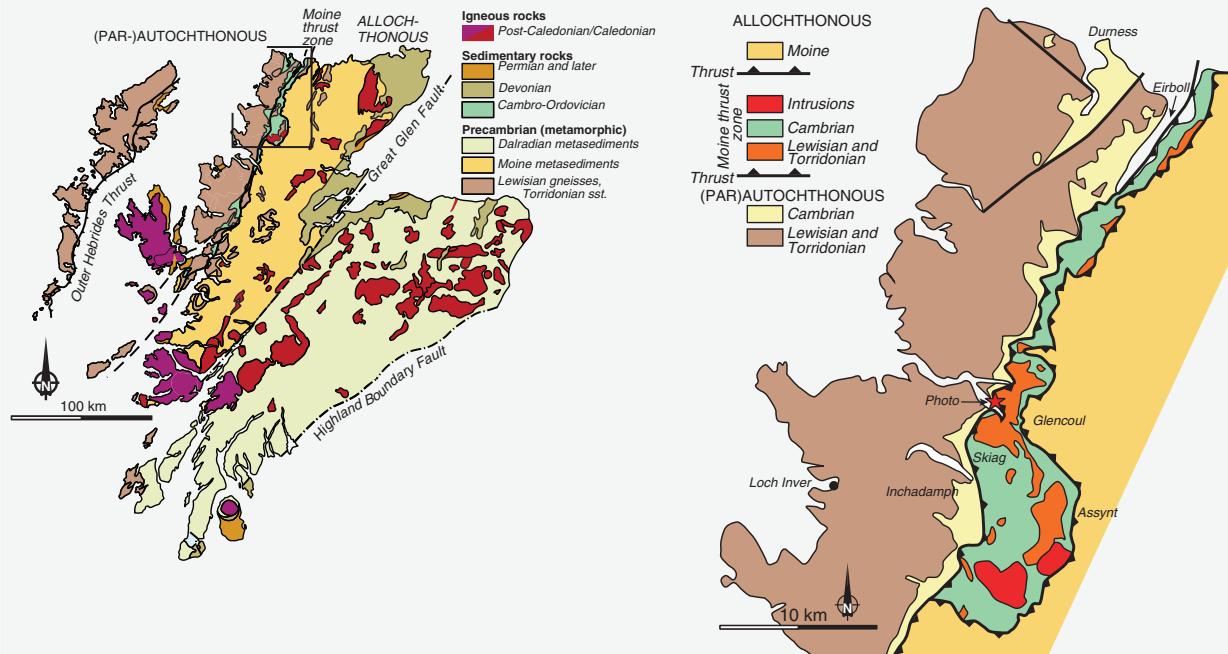 (PAR-)AUTOCHTHONOUS
Moine
thrust
zone
ALLOCH-
THONOUS
Outer Hebrides Thrust
Great Glen Fault
Highland Boundary Fault
N
100 km
Igneous rocks
Post-Caledonian/Caledonian
Sedimentary rocks
Permian and later
Devonian
Cambro-Ordovician
Precambrian (metamorphic)
Dalradian metasediments
Moine metasediments
Lewisian gneisses,
Torridonian sst.
ALLOCHTHONOUS
Moine
Thrust
Moine thrust
zone
Intrusions
Cambrian
Lewisian and
Torridonian
Thrust
(PAR)AUTOCHTHONOUS
Cambrian
Lewisian and
Torridonian
Durness
Eirboll
Photo
Glencoul
Skiag
Loch Inver
Inchadamph
Assynt
10 km
N